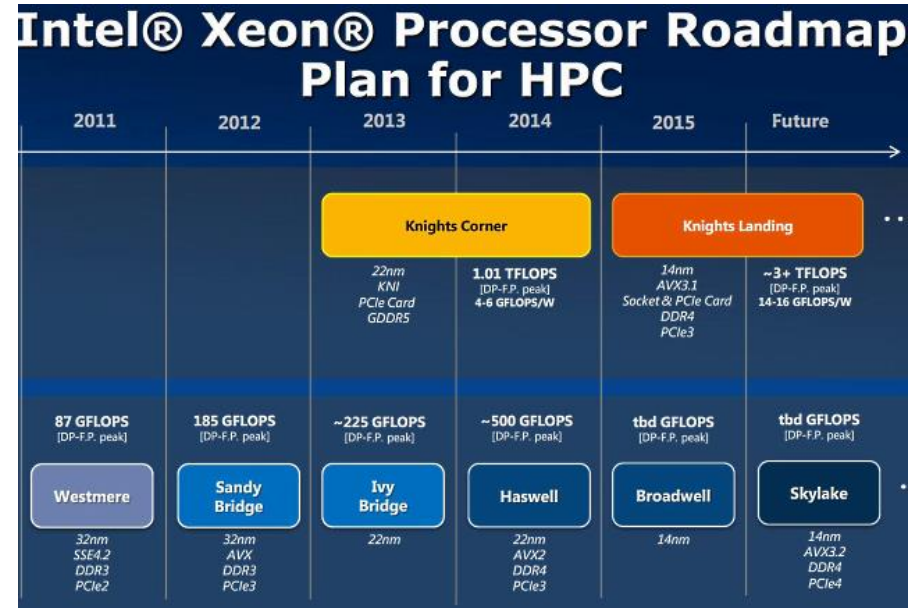 Intel® Xeon® Processor Roadmap
Plan for HPC
2011 2012 2013 2014 2015 Future
Knights Corner
Knights Landing
..
22nm
KNI
PCIe Card
GDDR5
1.01 TFLOPS
[DP-F.P. peak]
4-6 GFLOPS/W
14nm
AVX3.1
Socket & PCIe Card
DDR4
PCIe3
~3+ TFLOPS
[DP-F.P. peak]
14-16 GFLOPS/W
87 GFLOPS
[DP-F.P. peak]
Westmere
32nm
SSE4.2
DDR3
PCIe2
185 GFLOPS
[DP-F.P. peak]
Sandy
Bridge
32nm
AVX
DDR3
PCIe3
~225 GFLOPS
[DP-F.P. peak]
Ivy
Bridge
22nm
~500 GFLOPS
[DP-F.P. peak]
Haswell
22nm
AVX2
DDR4
PCIe3
tbd GFLOPS
[DP-F.P. peak]
Broadwell
14nm
tbd GFLOPS
[DP-F.P. peak]
Skylake
14nm
AVX3.2
DDR4
PCIe4
.